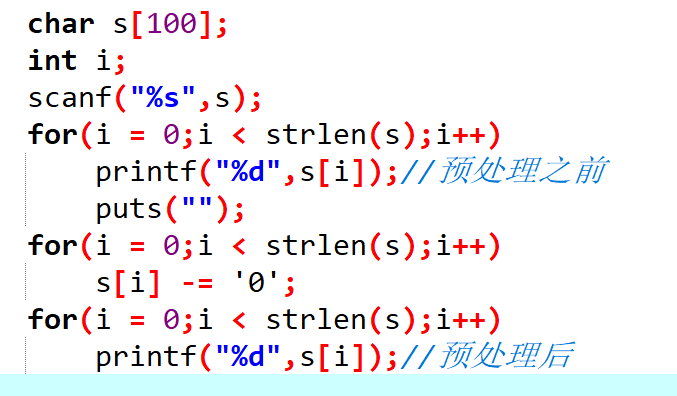 char s[100];
int i;
scanf("%s",s);
for(i = 0;i < strlen(s);i++)
    printf("%d",s[i]);//预处理之前
    puts("");
for(i = 0;i < strlen(s);i++)
    s[i] -= '0';
for(i = 0;i < strlen(s);i++)
    printf("%d",s[i]);//预处理后